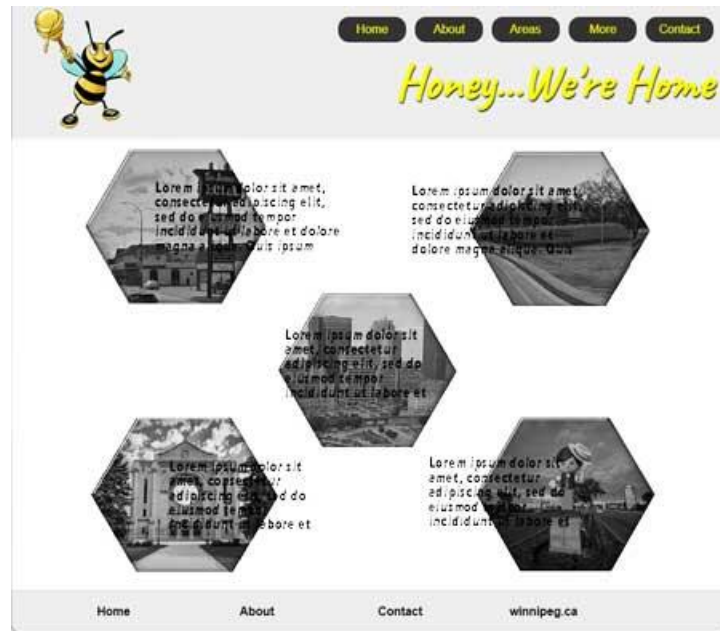 Home
About
Areas
More
Contact
Honey...We're Home
Lorem ipsum dolor sit amet,
consectetur adipiscing elit,
sed do eiusmod tempor
incididunt ut labore et dolore
magna aliqua. Quis ipsum
Lorem ipsum dolor sit amet,
consectetur adipiscing elit,
sed do eiusmod tempor
incididunt ut labore et
dolore magna aliqua. Quis
Lorem ipsum dolor sit
amet, consectetur
adipiscing elit, sed do
eiusmod tempor
incididunt ut labore et
Lorem ipsum dolor sit
amet, consectetur
adipiscing elit, sed do
eiusmod tempor
incididunt ut labore et
Lorem ipsum dolor sit
amet, consectetur
adipiscing elit, sed do
eiusmod tempor
incididunt ut labore et
Home
About
Contact
winnipeg.ca